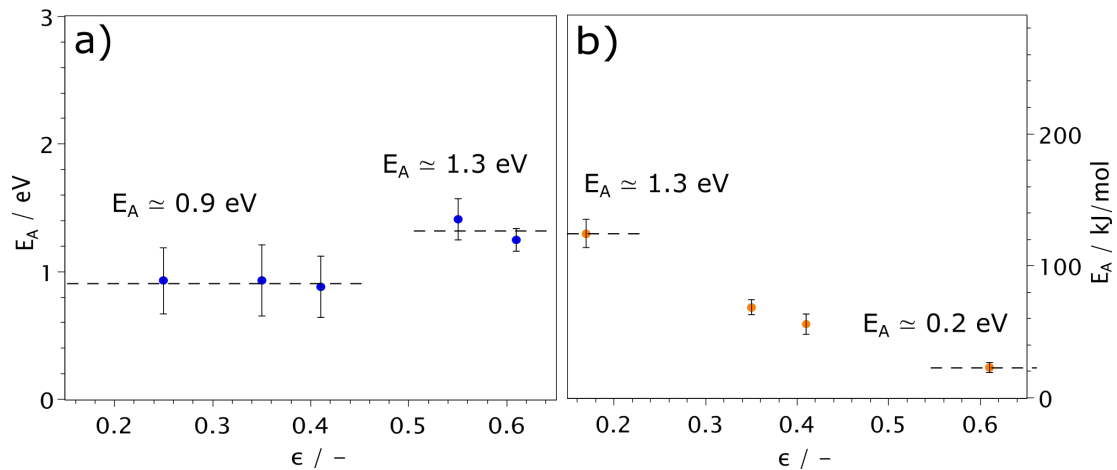 a)
3
2
1
0
E_A / eV
E_A ≃ 0.9 eV
E_A ≃ 1.3 eV
0.2 0.3 0.4 0.5 0.6
ϵ / –
b)
E_A ≃ 1.3 eV
E_A ≃ 0.2 eV
200
100
0
E_A / kJ/mol
0.2 0.3 0.4 0.5 0.6
ϵ / –